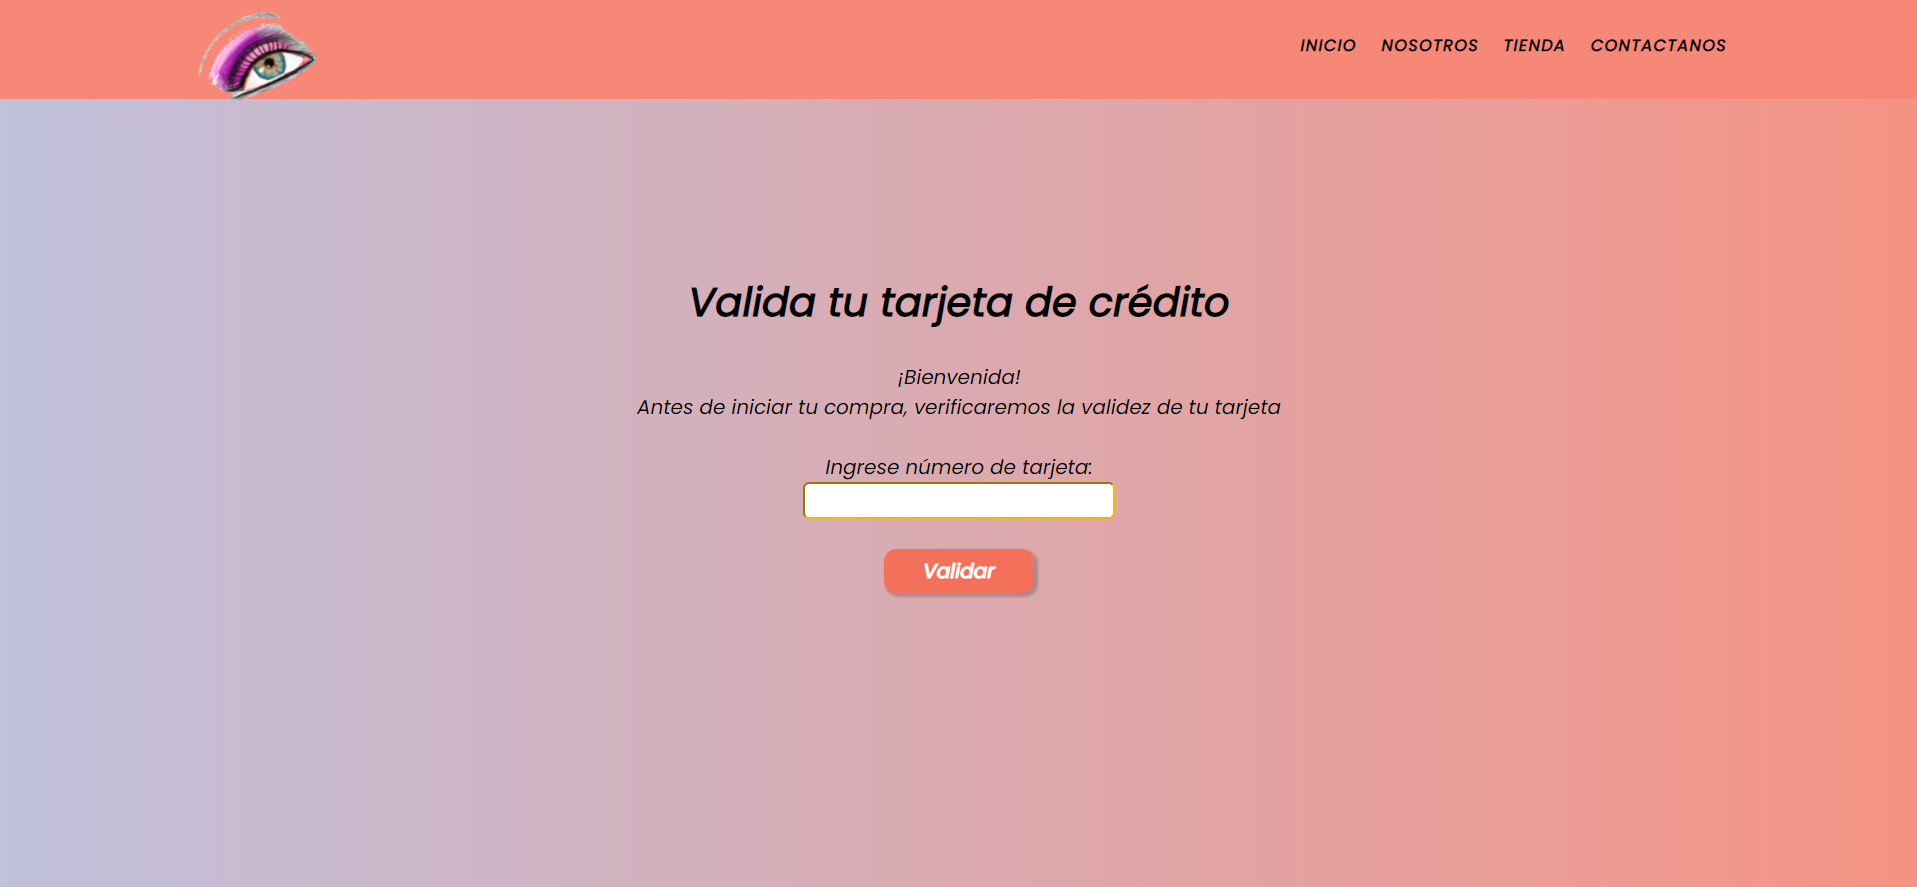 INICIO NOSOTROS TIENDA CONTACTANOS
Valida tu tarjeta de crédito
¡Bienvenida!
Antes de iniciar tu compra, verificaremos la validez de tu tarjeta
Ingrese número de tarjeta:
Validar